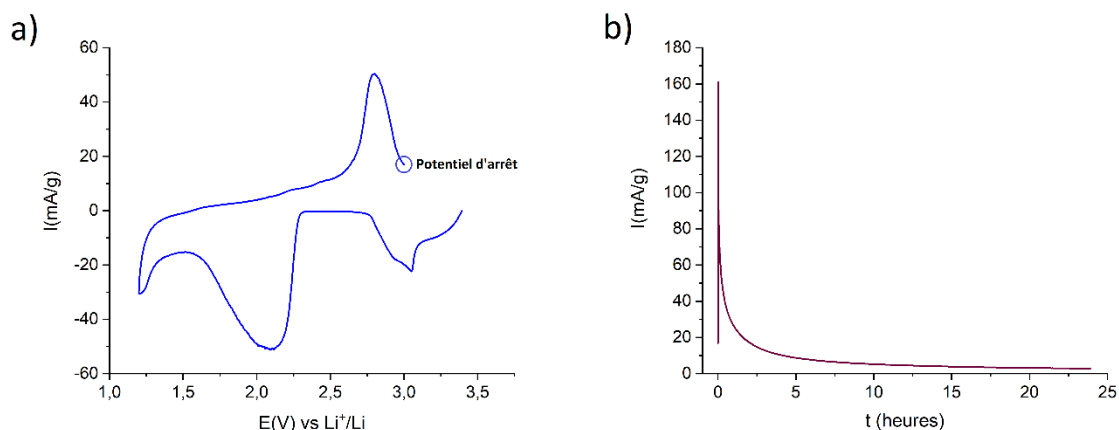 a)
60
40
20
0
-20
-40
-60
I(mA/g)
1,0 1,5 2,0 2,5 3,0 3,5
E(V) vs Li⁺/Li
Potentiel d'arrêt
b)
180
160
140
120
100
80
60
40
20
0
I(mA/g)
0 5 10 15 20 25
t (heures)